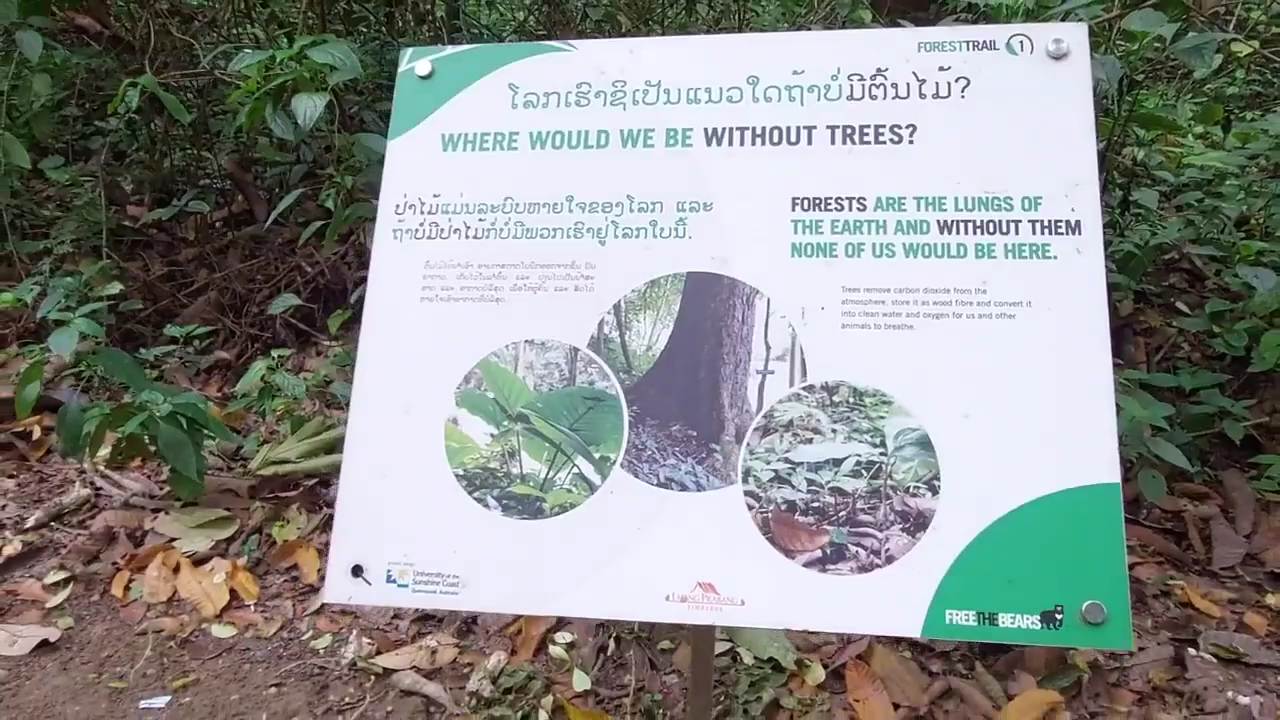 FORESTTRAIL 1
ໂລກເຮົາຊິເປັນແນວໃດຖ້າບໍ່ມີຕົ້ນໄມ້?
WHERE WOULD WE BE WITHOUT TREES?
ປ່າໄມ້ແມ່ນລະບົບຫາຍໃຈຂອງໂລກ ແລະ
ຖ້າບໍ່ມີປ່າໄມ້ກໍ່ບໍ່ມີພວກເຮົາຢູ່ໂລກໃບນີ້.
FORESTS ARE THE LUNGS OF
THE EARTH AND WITHOUT THEM
NONE OF US WOULD BE HERE.
Trees remove carbon dioxide from the
atmosphere, store it as wood fibre and convert it
into clean water and oxygen for us and other
animals to breathe.
University of the
Sunshine Coast
Queensland, Australia
LUANG PRABANG
TIMELESS
FREETHEBEARS